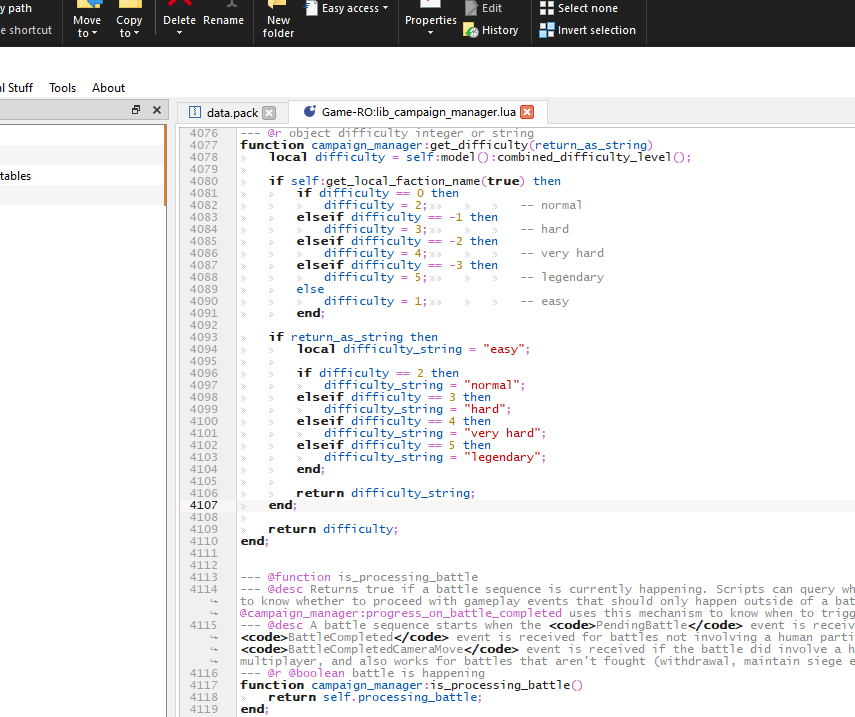 y path
Move
to
Copy
to
Delete
Rename
New
folder
Easy access
Properties
Edit
History
Select none
Invert selection
e shortcut
l Stuff Tools About
data.pack
Game-RO:lib_campaign_manager.lua
tables
4076 --- @r object difficulty integer or string
4077 function campaign_manager:get_difficulty(return_as_string)
4078 local difficulty = self:model():combined_difficulty_level();
4079
4080 if self:get_local_faction_name(true) then
4081 if difficulty == 0 then
4082 difficulty = 2; -- normal
4083 elseif difficulty == -1 then
4084 difficulty = 3; -- hard
4085 elseif difficulty == -2 then
4086 difficulty = 4; -- very hard
4087 elseif difficulty == -3 then
4088 difficulty = 5; -- legendary
4089 else
4090 difficulty = 1; -- easy
4091 end;
4092
4093 if return_as_string then
4094 local difficulty_string = "easy";
4095
4096 if difficulty == 2 then
4097 difficulty_string = "normal";
4098 elseif difficulty == 3 then
4099 difficulty_string = "hard";
4100 elseif difficulty == 4 then
4101 difficulty_string = "very hard";
4102 elseif difficulty == 5 then
4103 difficulty_string = "legendary";
4104 end;
4105
4106 return difficulty_string;
4107 end;
4108
4109 return difficulty;
4110 end;
4111
4112
4113 --- @function is_processing_battle
4114 --- @desc Returns true if a battle sequence is currently happening. Scripts can query wh
to know whether to proceed with gameplay events that should only happen outside of a bat
@campaign_manager:progress_on_battle_completed uses this mechanism to know when to trigg
4115 --- @desc A battle sequence starts when the <code>PendingBattle</code> event is receiv
<code>BattleCompleted</code> event is received for battles not involving a human parti
<code>BattleCompletedCameraMove</code> event is received if the battle did involve a h
multiplayer, and also works for battles that aren't fought (withdrawal, maintain siege e
4116 --- @r @boolean battle is happening
4117 function campaign_manager:is_processing_battle()
4118 return self.processing_battle;
4119 end;